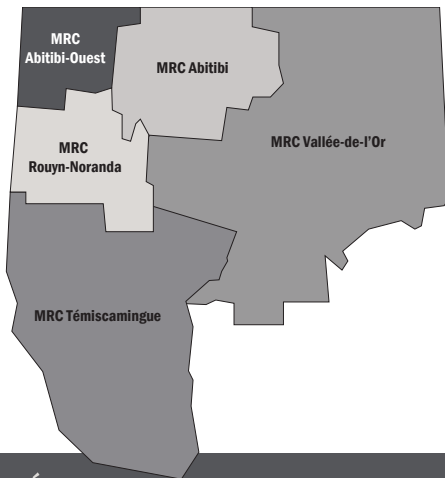 MRC
Abitibi-Ouest
MRC Abitibi
MRC Vallée-de-l’Or
MRC
Rouyn-Noranda
MRC Témiscamingue